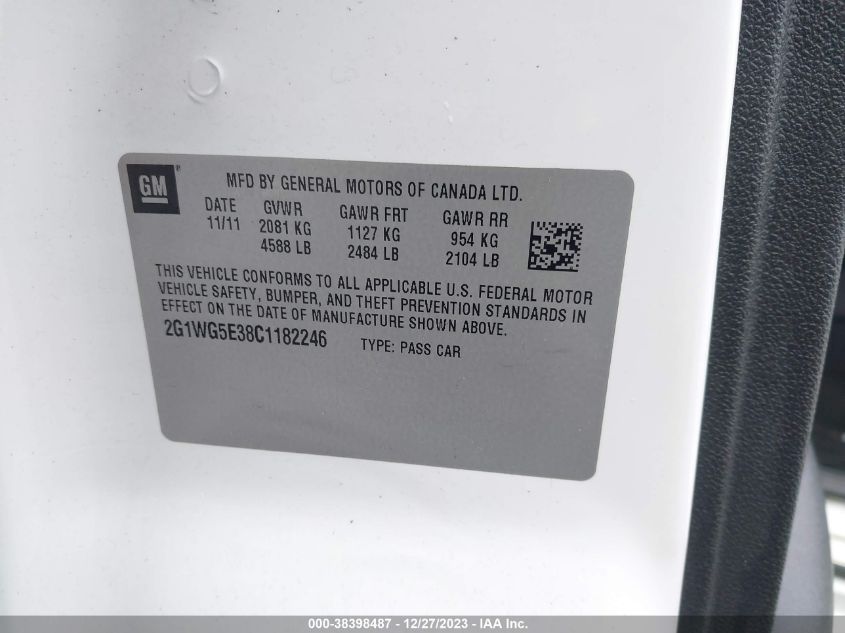 GM
MFD BY GENERAL MOTORS OF CANADA LTD.
DATE GVWR GAWR FRT GAWR RR
11/11 2081 KG 1127 KG 954 KG
4588 LB 2484 LB 2104 LB
THIS VEHICLE CONFORMS TO ALL APPLICABLE U.S. FEDERAL MOTOR
VEHICLE SAFETY, BUMPER, AND THEFT PREVENTION STANDARDS IN
EFFECT ON THE DATE OF MANUFACTURE SHOWN ABOVE.
2G1WG5E38C1182246 TYPE: PASS CAR
000-38398487 - 12/27/2023 - IAA Inc.